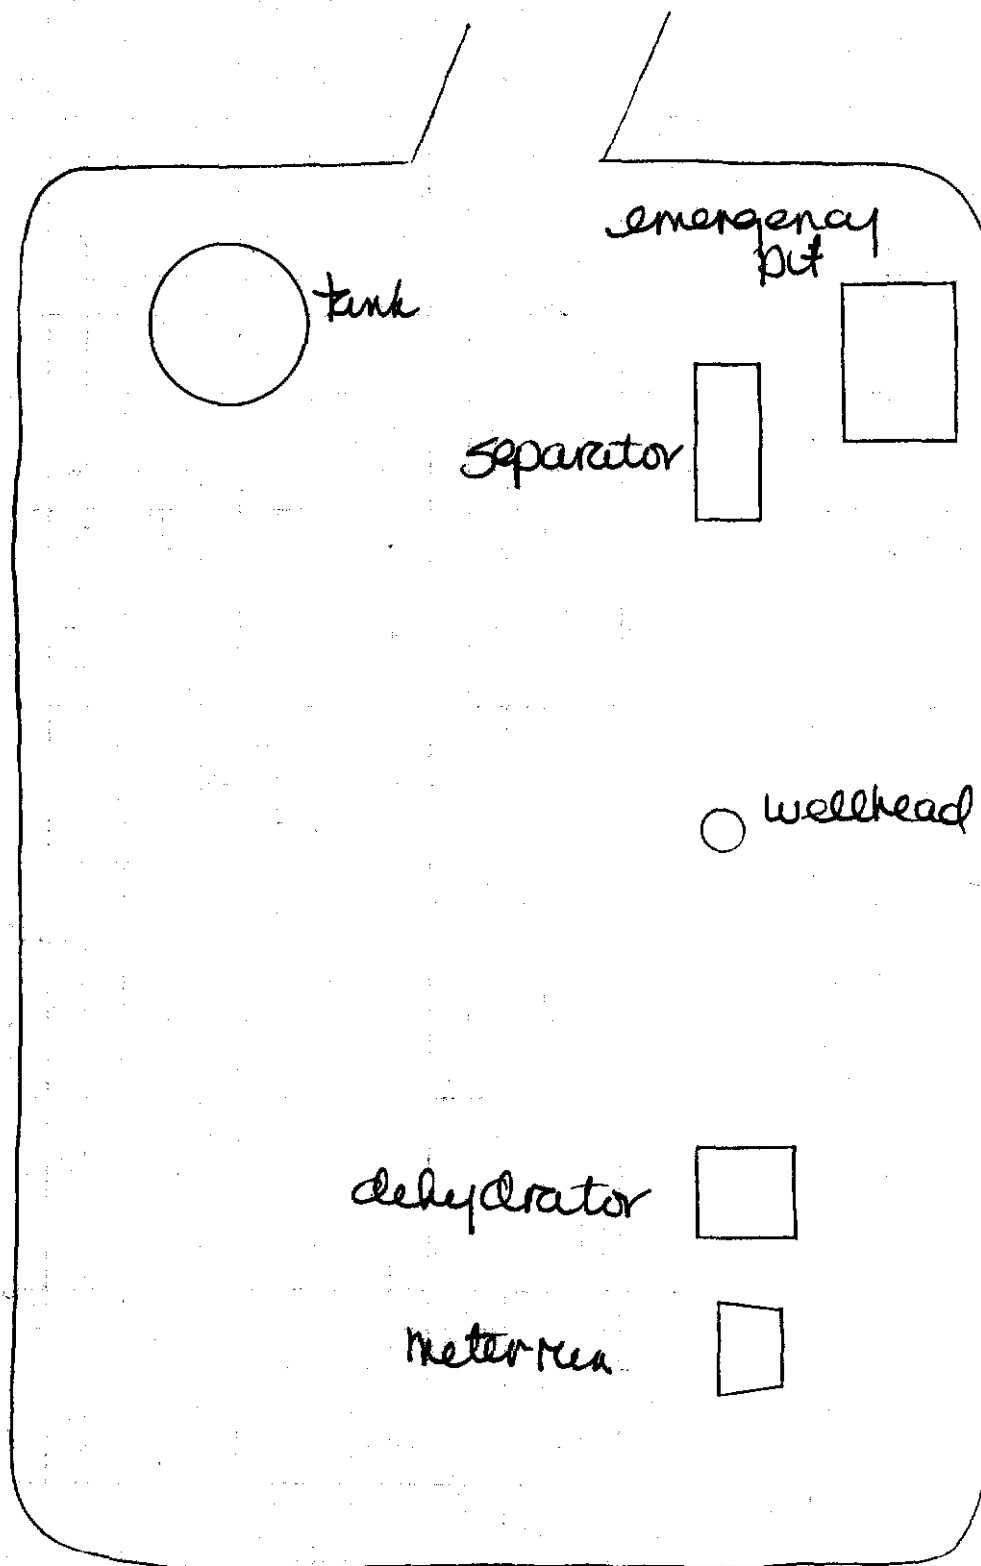 emergency
pit
tank
separator
wellhead
dehydrator
meter run